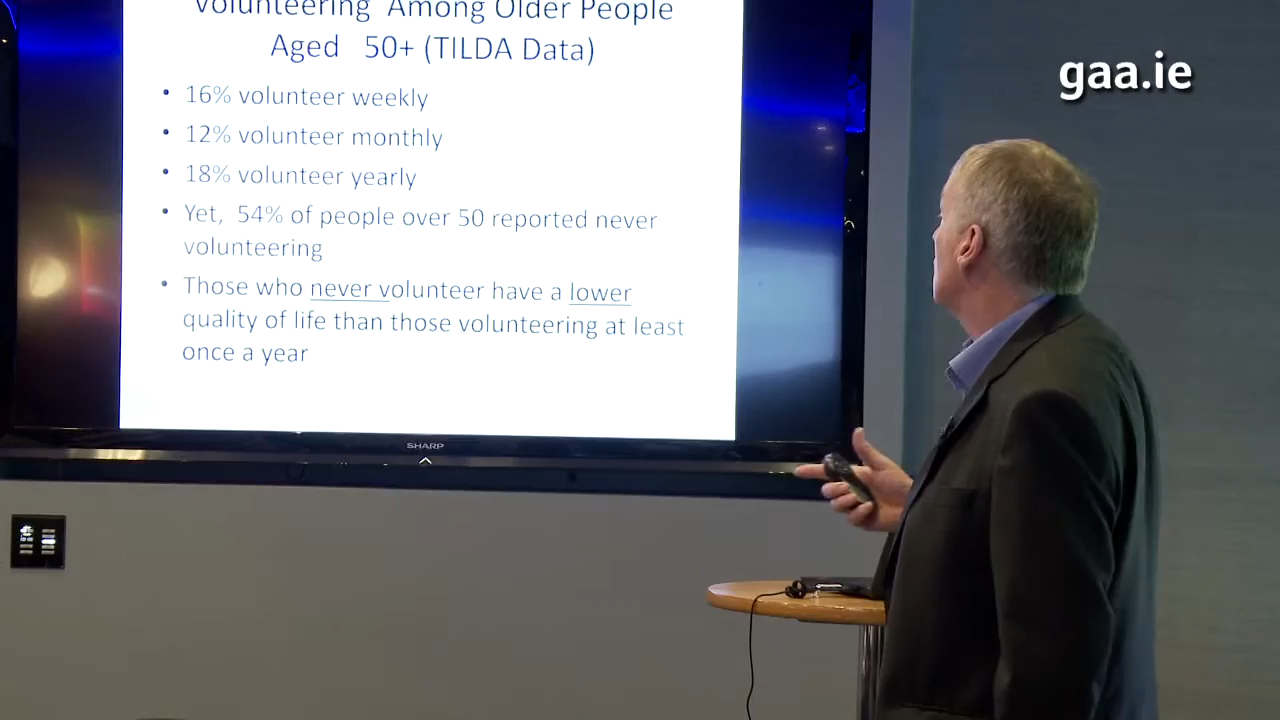 Volunteering Among Older People
Aged 50+ (TILDA Data)
• 16% volunteer weekly
• 12% volunteer monthly
• 18% volunteer yearly
• Yet, 54% of people over 50 reported never
volunteering
• Those who never volunteer have a lower
quality of life than those volunteering at least
once a year
SHARP
gaa.ie